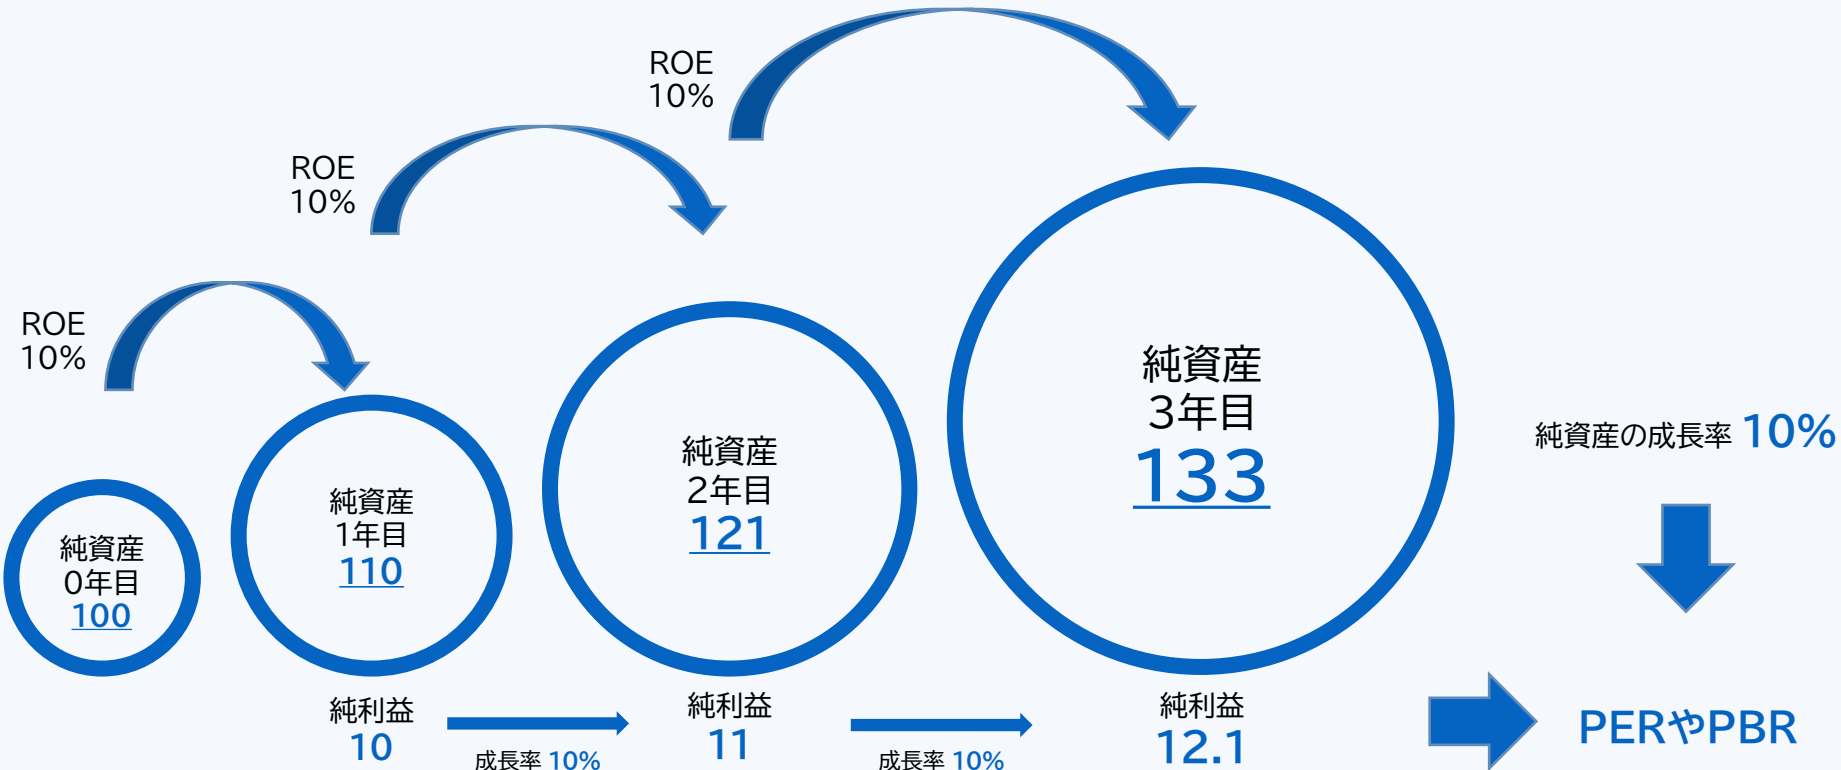 ROE
10%
ROE
10%
ROE
10%
純資産
0年目
100
純資産
1年目
110
純資産
2年目
121
純資産
3年目
133
純資産の成長率 10%
純利益
10
成長率 10%
純利益
11
成長率 10%
純利益
12.1
PERやPBR